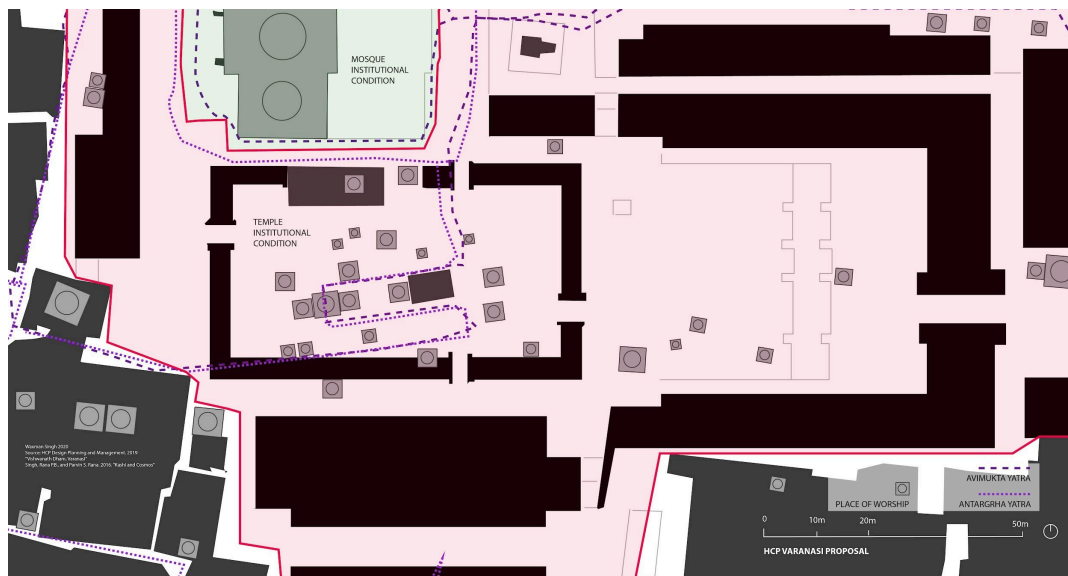 MOSQUE
INSTITUTIONAL
CONDITION
TEMPLE
INSTITUTIONAL
CONDITION
Waxman Singh 2020
Source: HCP Design Planning and Management. 2019.
"Vishwanath Dham, Varanasi"
Singh, Rana P.B., and Parvin S. Rana. 2016. "Kashi and Cosmos"
AVIMUKTA YATRA
PLACE OF WORSHIP
ANTARGRHA YATRA
0 10m 20m 50m
HCP VARANASI PROPOSAL